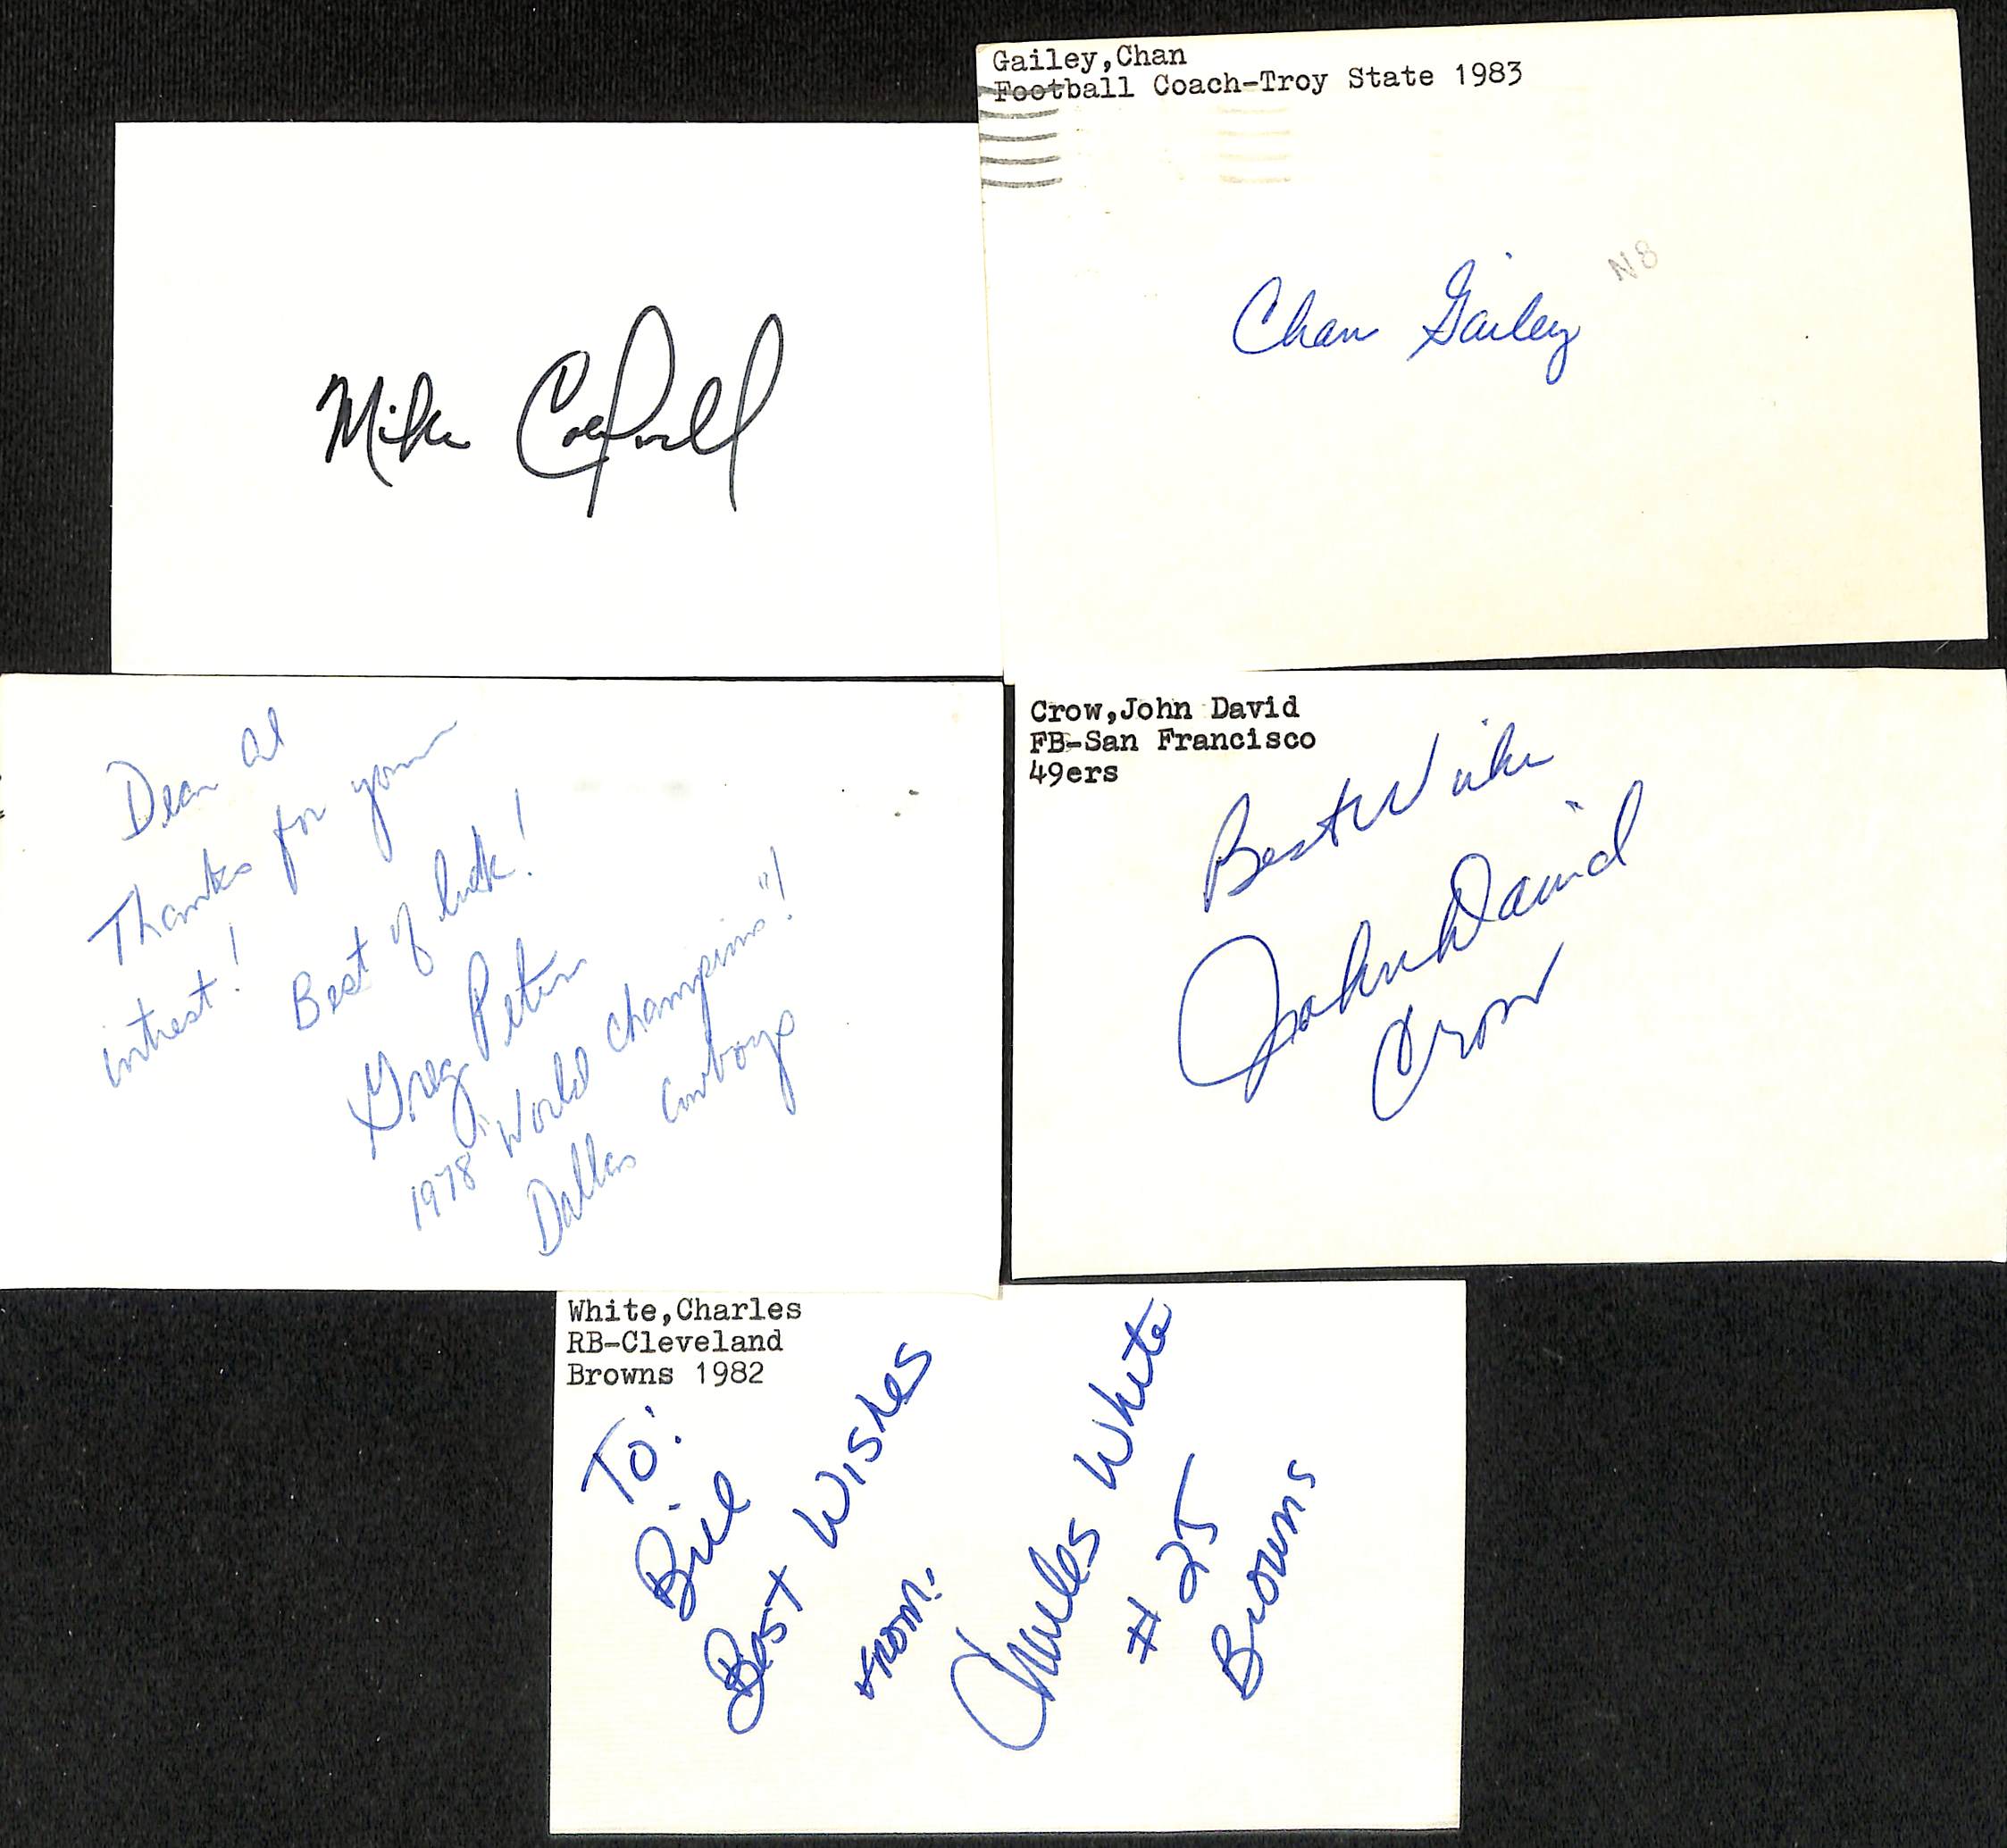 Mike
Gailey,Chan
Football Coach-Troy State 1983
N8
Chan Gailey
Dear Al
Thanks for your
intrest!
Best of luck!
Greg Peters
1978 "World Champions"!
Dallas Cowboys
Crow,John David
FB-San Francisco
49ers
Best Wishes
John David
Crow
White,Charles
RB-Cleveland
Browns 1982
To:
Bill
Best Wishes
From:
Charles White
# 25
Browns